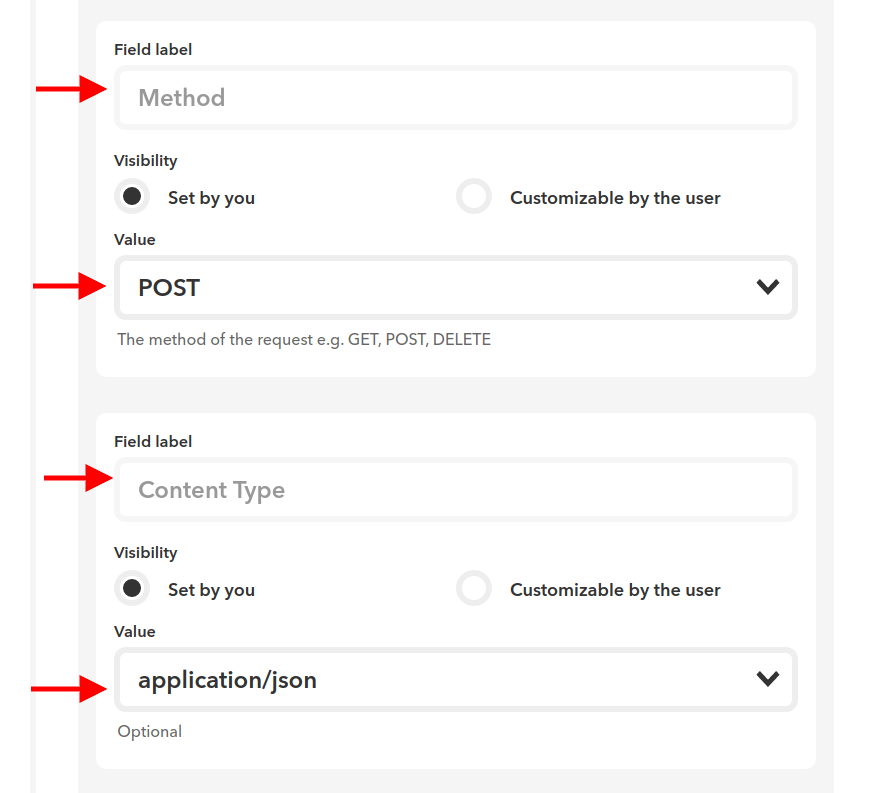 Field label
Method
Visibility
Set by you
Customizable by the user
Value
POST
The method of the request e.g. GET, POST, DELETE
Field label
Content Type
Visibility
Set by you
Customizable by the user
Value
application/json
Optional